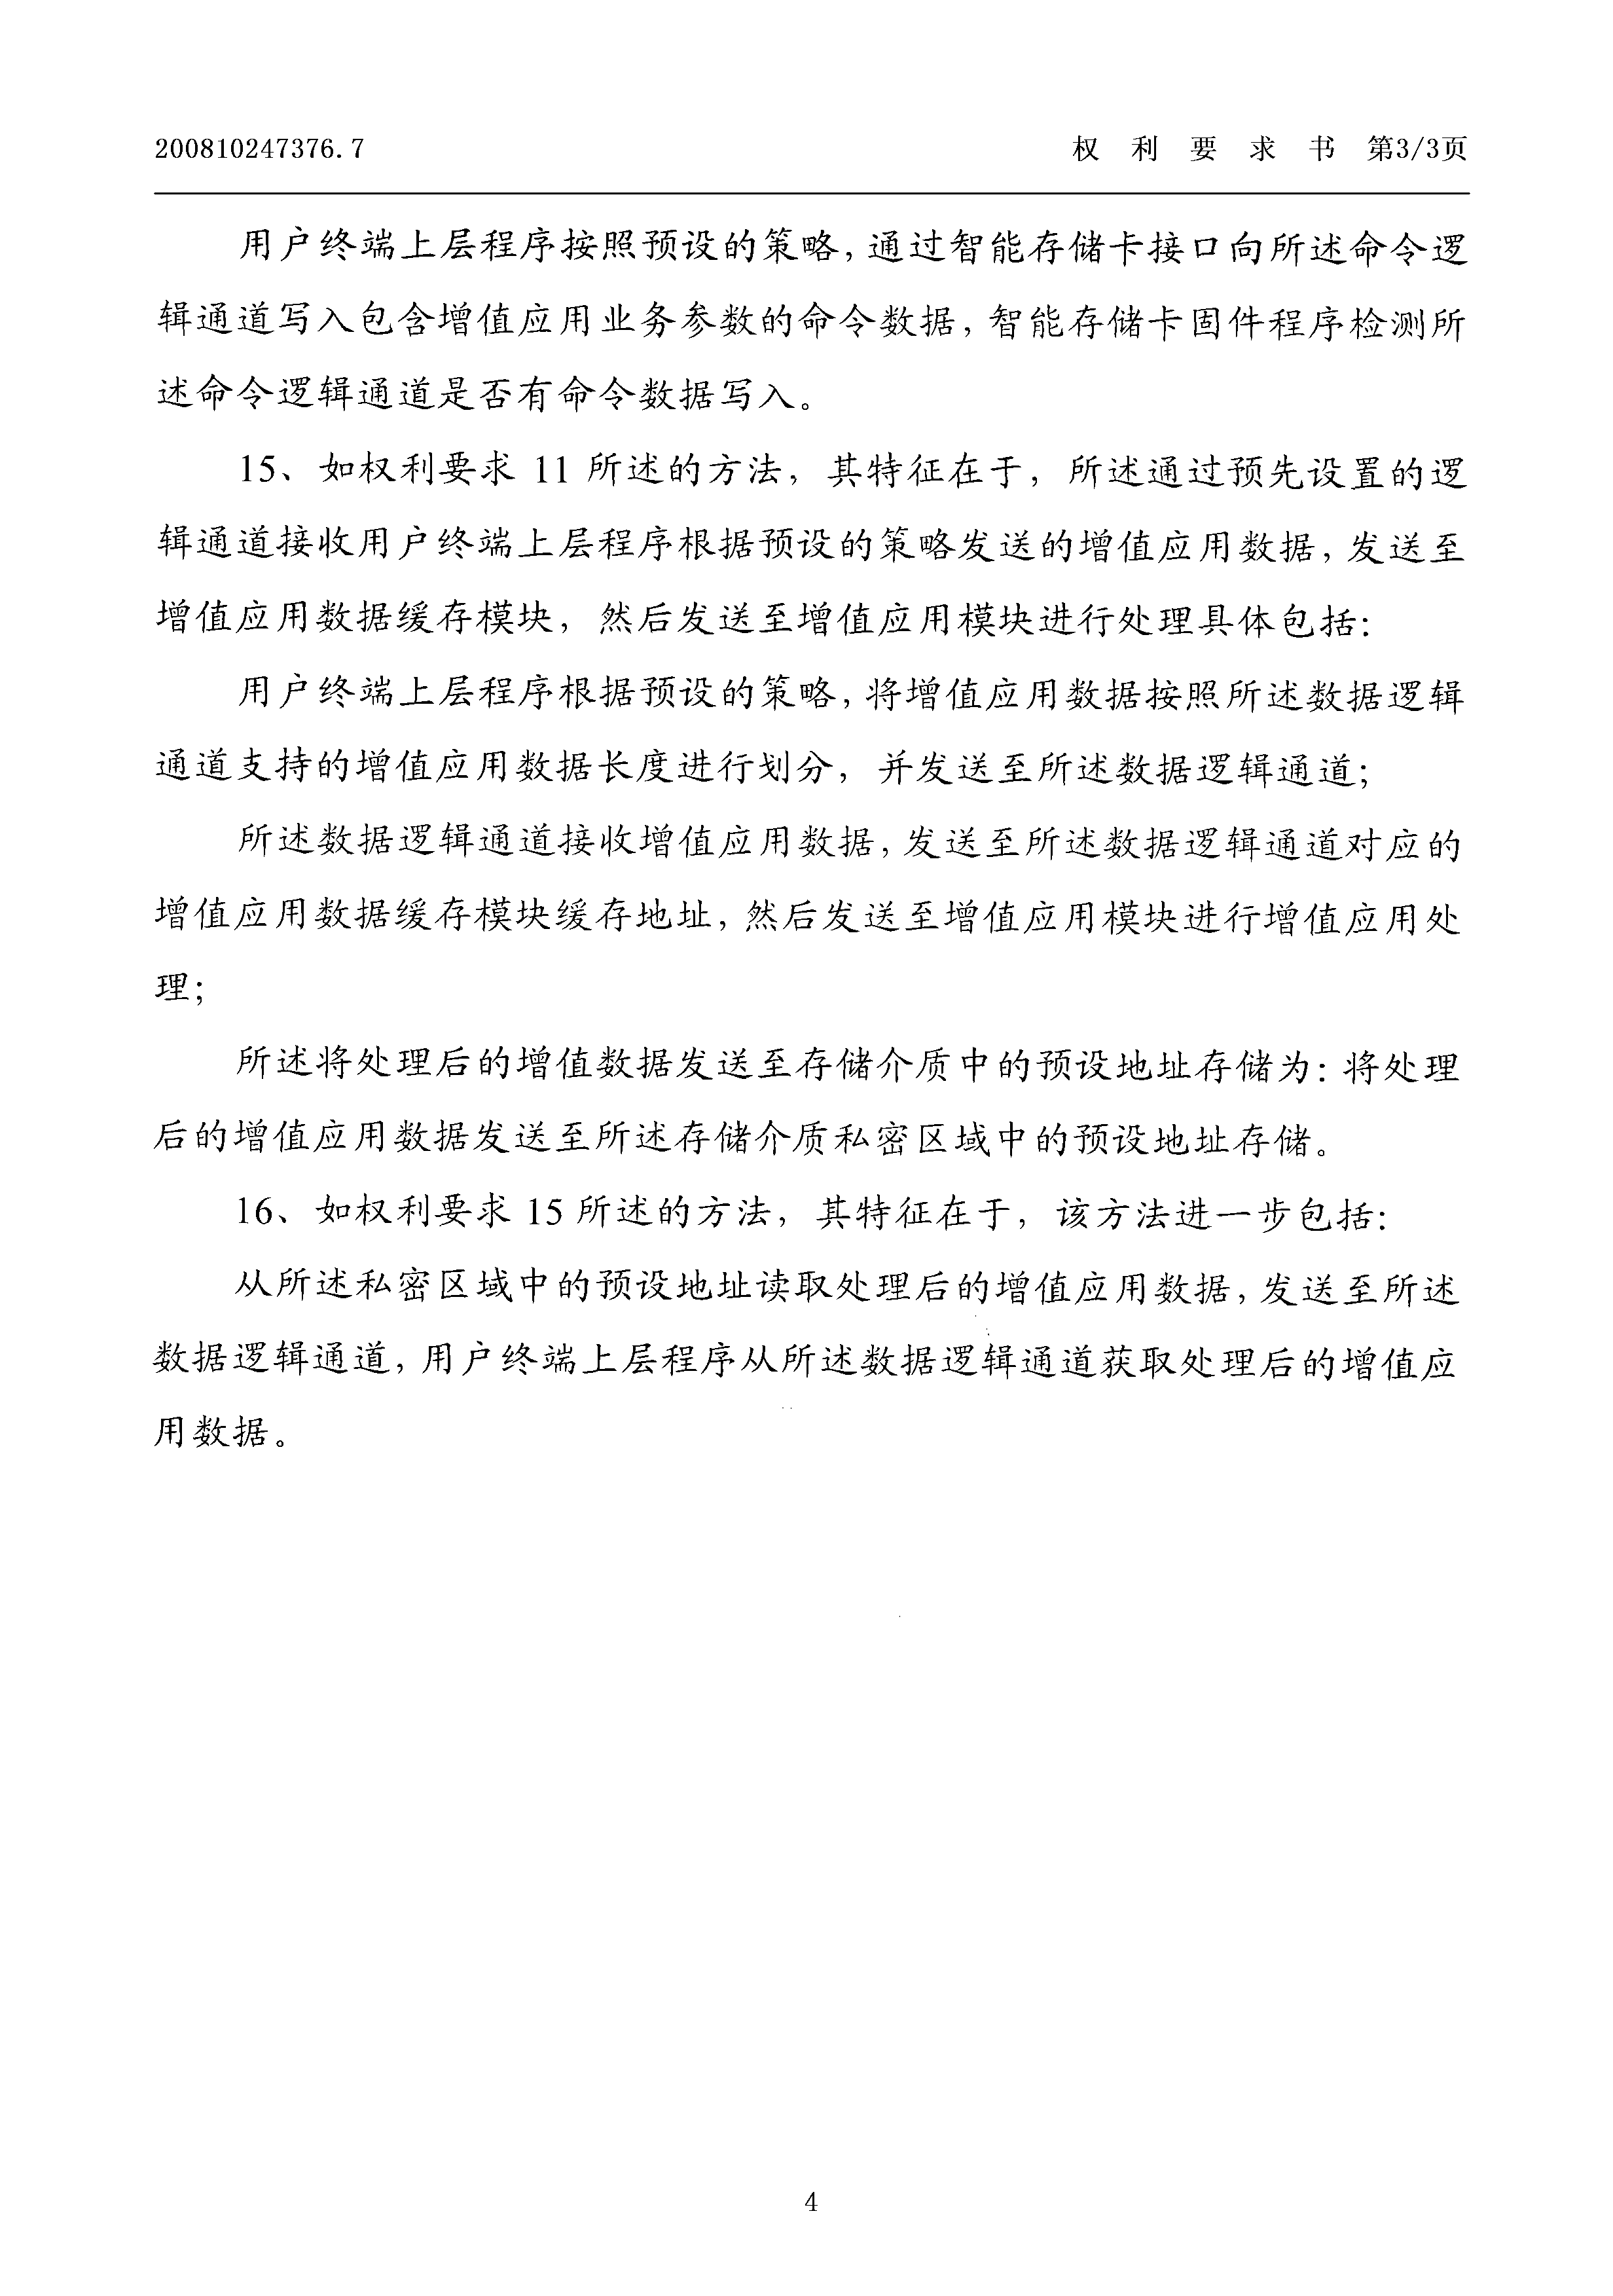 200810247376.7
权 利 要 求 书 第3/3页
用户终端上层程序按照预设的策略，通过智能存储卡接口向所述命令逻
辑通道写入包含增值应用业务参数的命令数据，智能存储卡固件程序检测所
述命令逻辑通道是否有命令数据写入。
15、如权利要求 11 所述的方法，其特征在于，所述通过预先设置的逻
辑通道接收用户终端上层程序根据预设的策略发送的增值应用数据，发送至
增值应用数据缓存模块，然后发送至增值应用模块进行处理具体包括：
用户终端上层程序根据预设的策略，将增值应用数据按照所述数据逻辑
通道支持的增值应用数据长度进行划分，并发送至所述数据逻辑通道；
所述数据逻辑通道接收增值应用数据，发送至所述数据逻辑通道对应的
增值应用数据缓存模块缓存地址，然后发送至增值应用模块进行增值应用处
理；
所述将处理后的增值数据发送至存储介质中的预设地址存储为：将处理
后的增值应用数据发送至所述存储介质私密区域中的预设地址存储。
16、如权利要求 15 所述的方法，其特征在于，该方法进一步包括：
从所述私密区域中的预设地址读取处理后的增值应用数据，发送至所述
数据逻辑通道，用户终端上层程序从所述数据逻辑通道获取处理后的增值应
用数据。
4